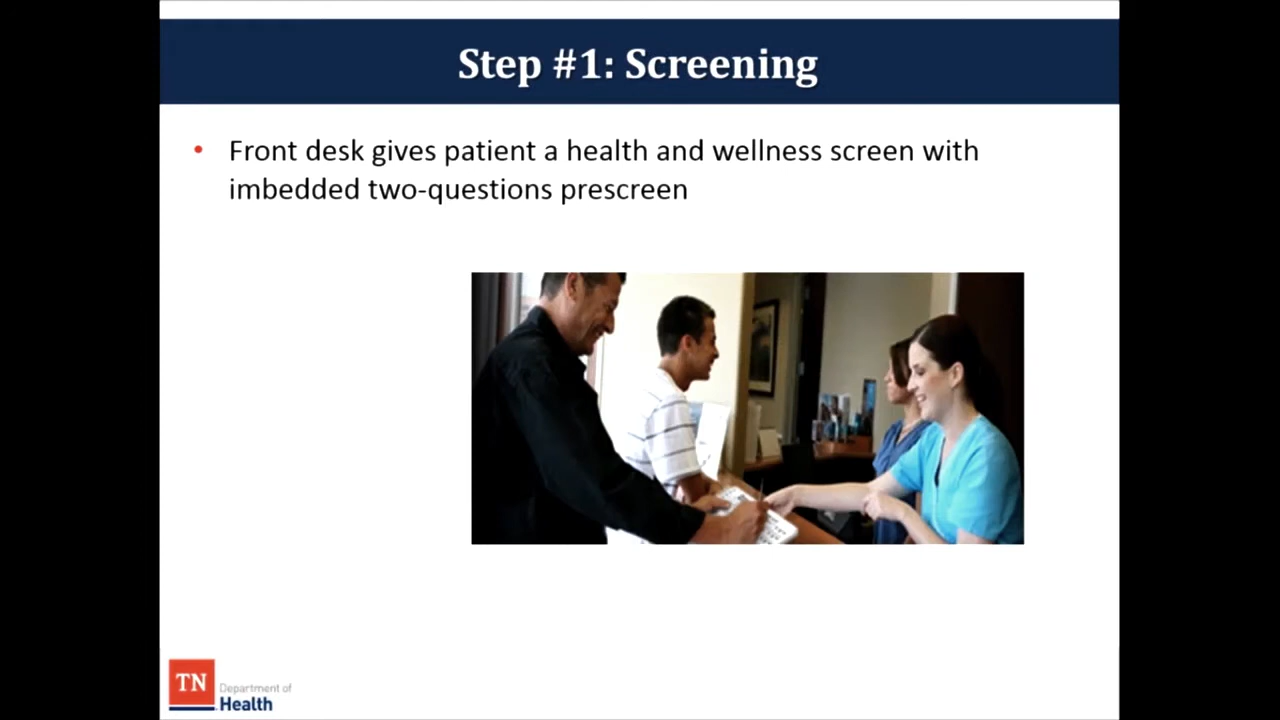 Step #1: Screening
• Front desk gives patient a health and wellness screen with
imbedded two-questions prescreen
TN
Department of
Health